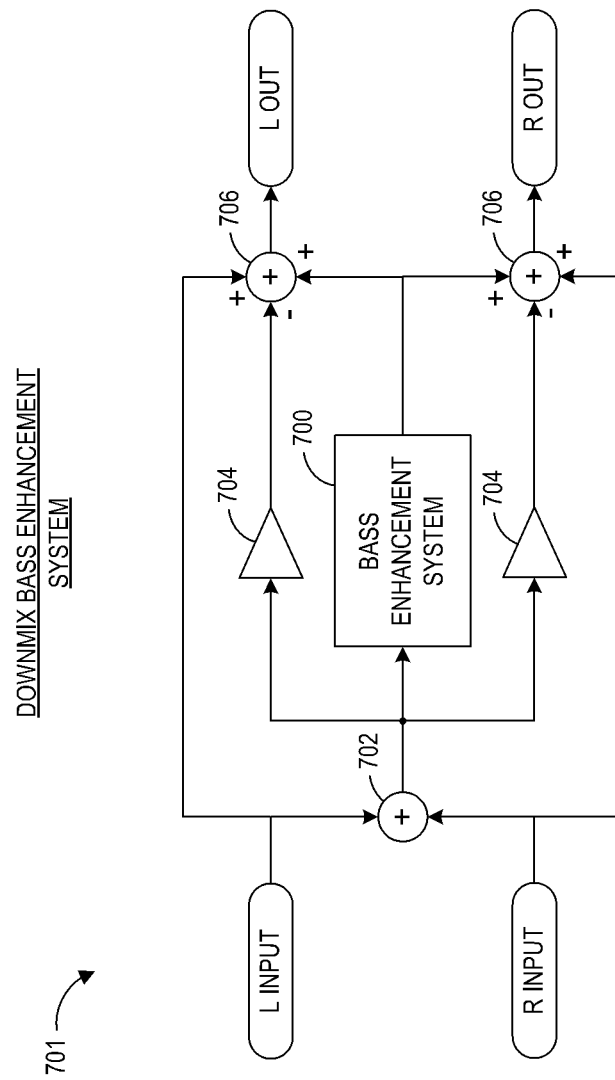 DOWNMIX BASS ENHANCEMENT
SYSTEM
701
L INPUT
R INPUT
702
+
704
700
BASS
ENHANCEMENT
SYSTEM
704
706
+
+
-
+
L OUT
706
+
+
-
+
R OUT